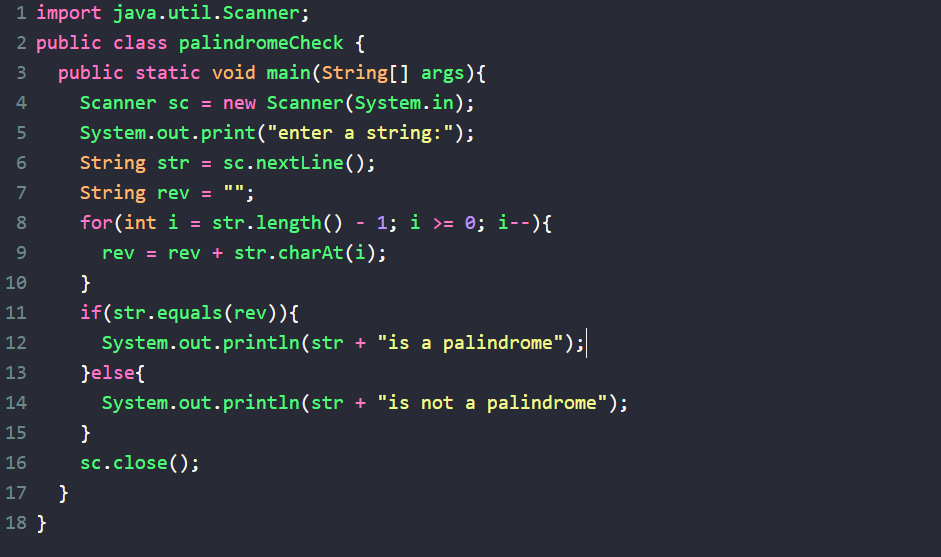 1 import java.util.Scanner;
2 public class palindromeCheck {
3   public static void main(String[] args){
4     Scanner sc = new Scanner(System.in);
5     System.out.print("enter a string:");
6     String str = sc.nextLine();
7     String rev = "";
8     for(int i = str.length() - 1; i >= 0; i--){
9       rev = rev + str.charAt(i);
10     }
11     if(str.equals(rev)){
12       System.out.println(str + "is a palindrome");
13     }else{
14       System.out.println(str + "is not a palindrome");
15     }
16     sc.close();
17   }
18 }